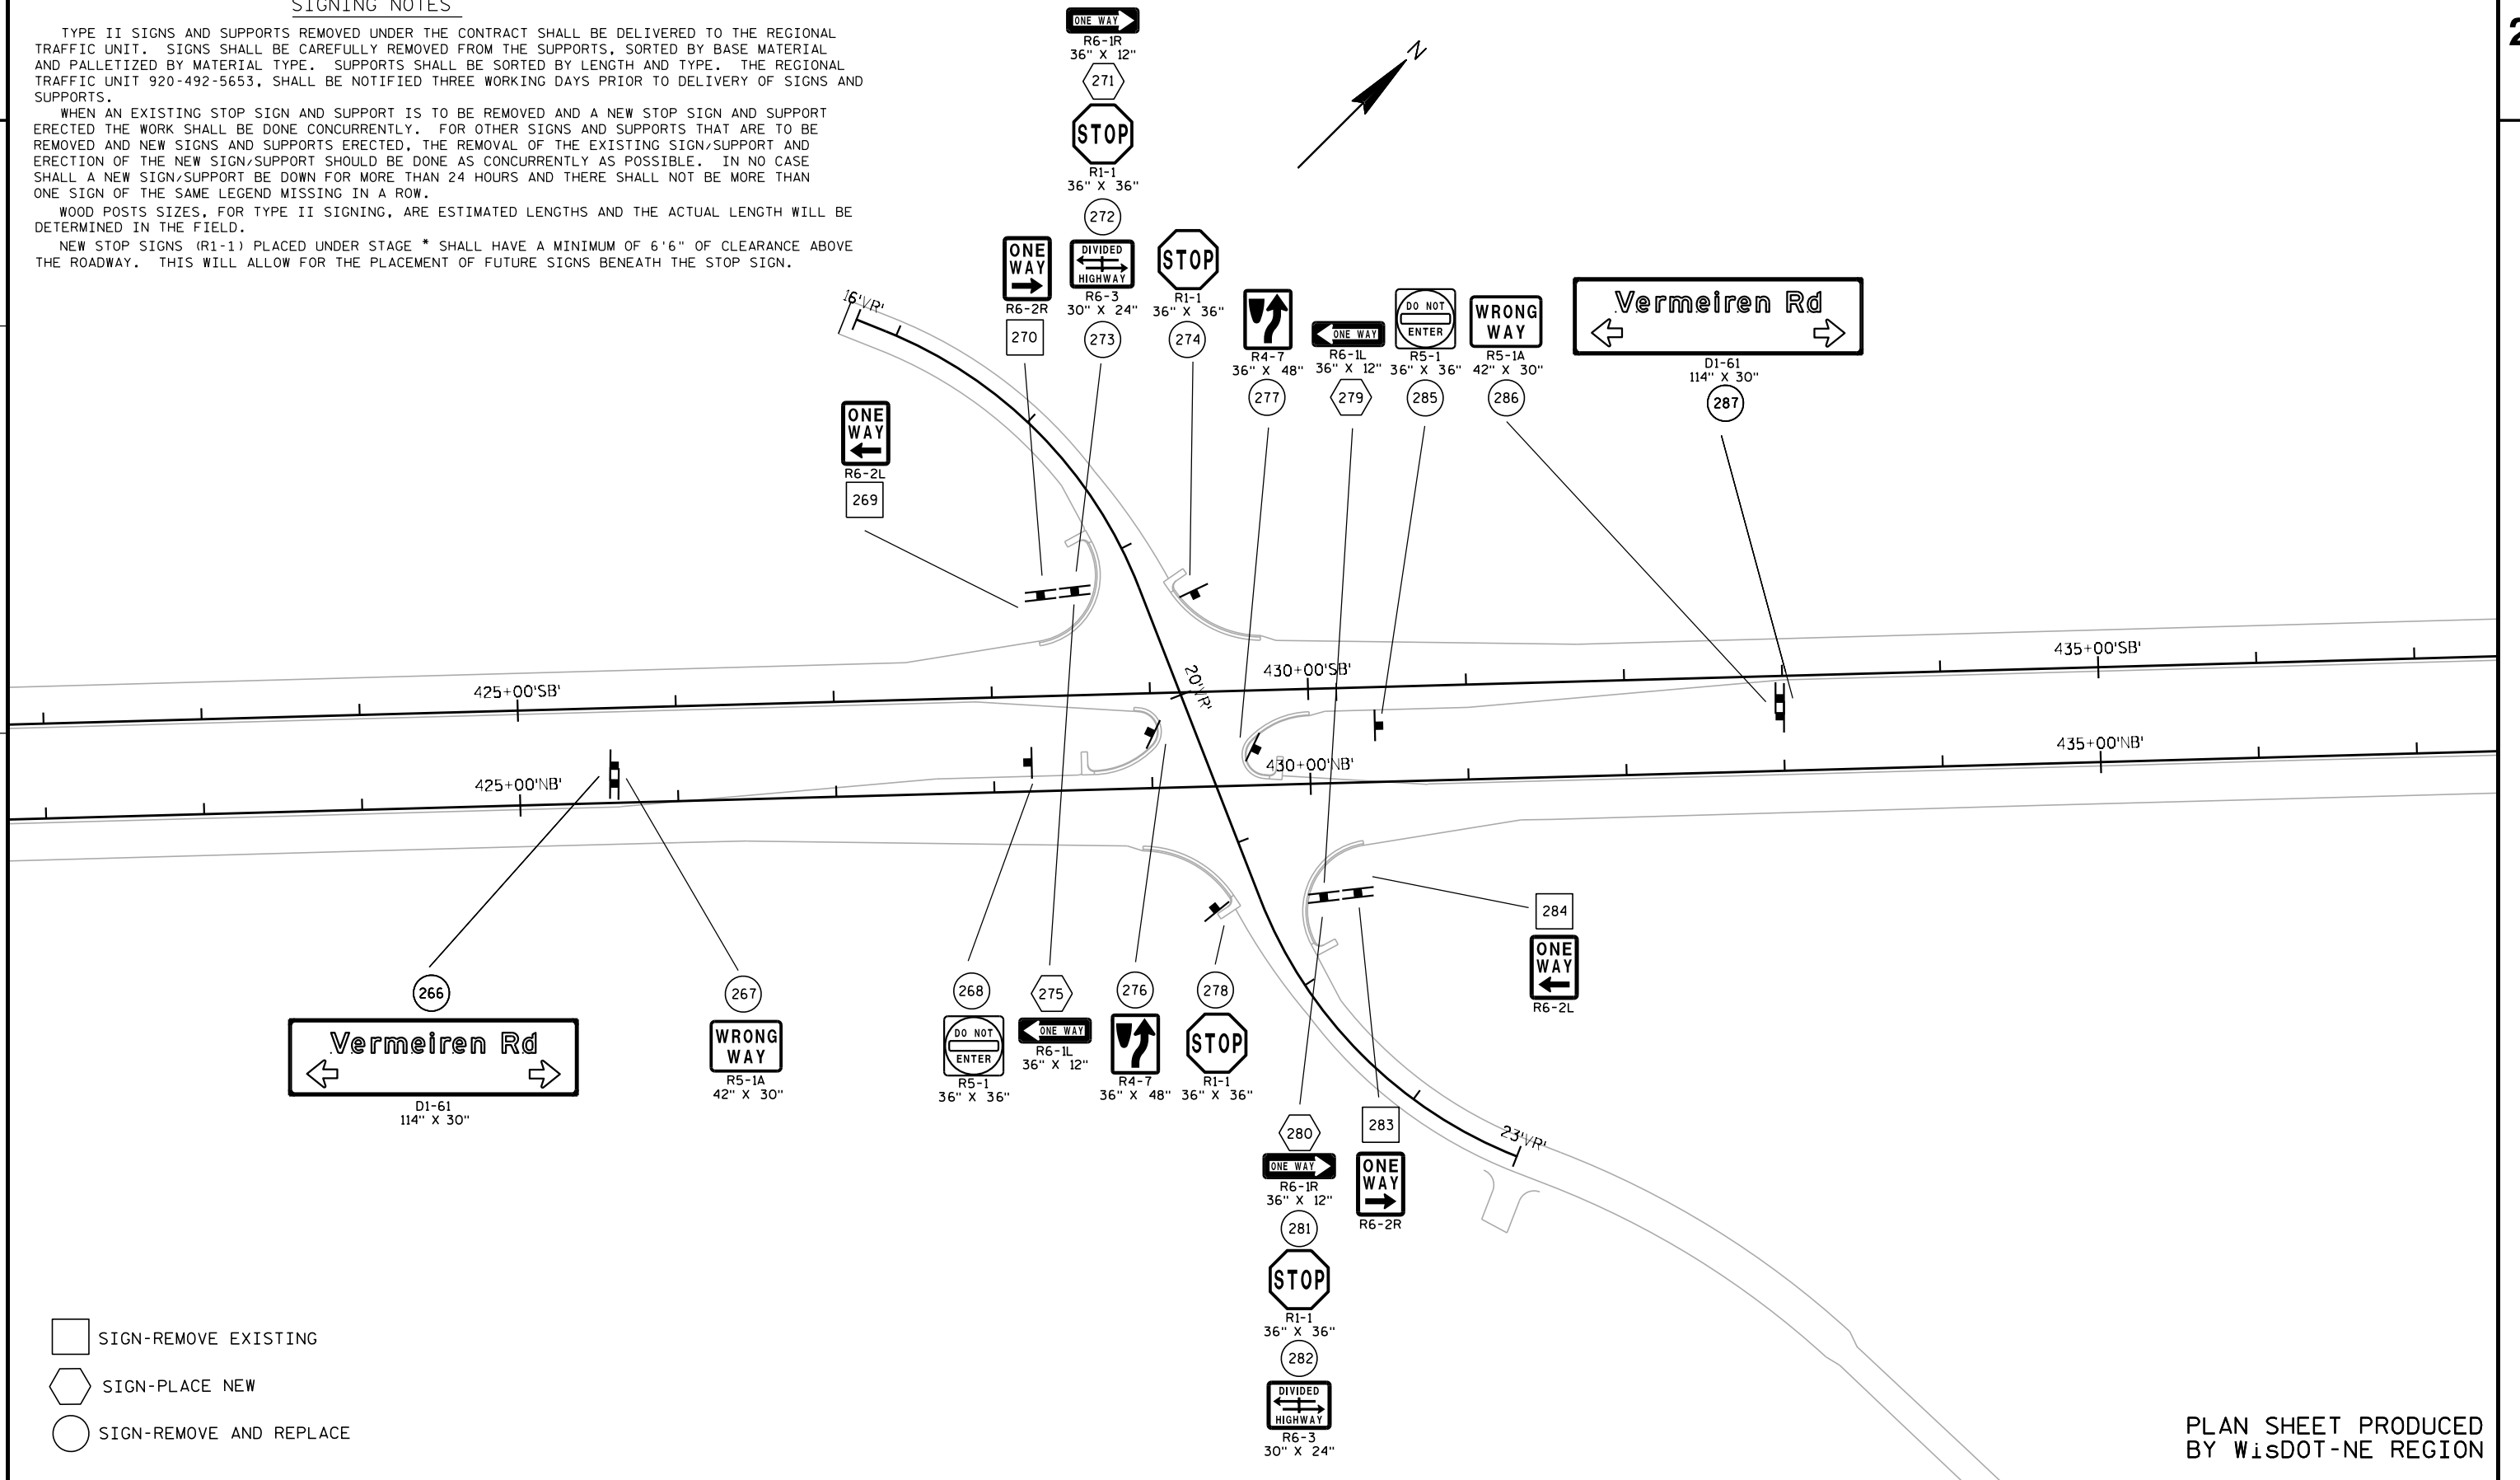 SIGNING NOTES
TYPE II SIGNS AND SUPPORTS REMOVED UNDER THE CONTRACT SHALL BE DELIVERED TO THE REGIONAL
TRAFFIC UNIT. SIGNS SHALL BE CAREFULLY REMOVED FROM THE SUPPORTS, SORTED BY BASE MATERIAL
AND PALLETIZED BY MATERIAL TYPE. SUPPORTS SHALL BE SORTED BY LENGTH AND TYPE. THE REGIONAL
TRAFFIC UNIT 920-492-5653, SHALL BE NOTIFIED THREE WORKING DAYS PRIOR TO DELIVERY OF SIGNS AND
SUPPORTS.
WHEN AN EXISTING STOP SIGN AND SUPPORT IS TO BE REMOVED AND A NEW STOP SIGN AND SUPPORT
ERECTED THE WORK SHALL BE DONE CONCURRENTLY. FOR OTHER SIGNS AND SUPPORTS THAT ARE TO BE
REMOVED AND NEW SIGNS AND SUPPORTS ERECTED, THE REMOVAL OF THE EXISTING SIGN/SUPPORT AND
ERECTION OF THE NEW SIGN/SUPPORT SHOULD BE DONE AS CONCURRENTLY AS POSSIBLE. IN NO CASE
SHALL A NEW SIGN/SUPPORT BE DOWN FOR MORE THAN 24 HOURS AND THERE SHALL NOT BE MORE THAN
ONE SIGN OF THE SAME LEGEND MISSING IN A ROW.
WOOD POSTS SIZES, FOR TYPE II SIGNING, ARE ESTIMATED LENGTHS AND THE ACTUAL LENGTH WILL BE
DETERMINED IN THE FIELD.
NEW STOP SIGNS (R1-1) PLACED UNDER STAGE * SHALL HAVE A MINIMUM OF 6'6" OF CLEARANCE ABOVE
THE ROADWAY. THIS WILL ALLOW FOR THE PLACEMENT OF FUTURE SIGNS BENEATH THE STOP SIGN.
ONE WAY
R6-1R
36" X 12"
271
STOP
R1-1
36" X 36"
272
DIVIDED
HIGHWAY
R6-3
30" X 24"
273
N
2
ONE
WAY
R6-2R
270
STOP
R1-1
36" X 36"
274
R4-7
36" X 48"
277
ONE WAY
R6-1L
36" X 12"
279
DO NOT
ENTER
R5-1
36" X 36"
285
WRONG
WAY
R5-1A
42" X 30"
286
Vermeiren Rd
D1-61
114" X 30"
287
16'VR'
ONE
WAY
R6-2L
269
425+00'SB'
20'VR'
430+00'SB'
435+00'SB'
425+00'NB'
430+00'NB'
435+00'NB'
266
Vermeiren Rd
D1-61
114" X 30"
267
WRONG
WAY
R5-1A
42" X 30"
268
DO NOT
ENTER
R5-1
36" X 36"
275
ONE WAY
R6-1L
36" X 12"
276
R4-7
36" X 48"
278
STOP
R1-1
36" X 36"
284
ONE
WAY
R6-2L
280
ONE WAY
R6-1R
36" X 12"
281
STOP
R1-1
36" X 36"
282
DIVIDED
HIGHWAY
R6-3
30" X 24"
283
ONE
WAY
R6-2R
23'VR'
SIGN-REMOVE EXISTING
SIGN-PLACE NEW
SIGN-REMOVE AND REPLACE
PLAN SHEET PRODUCED
BY WisDOT-NE REGION